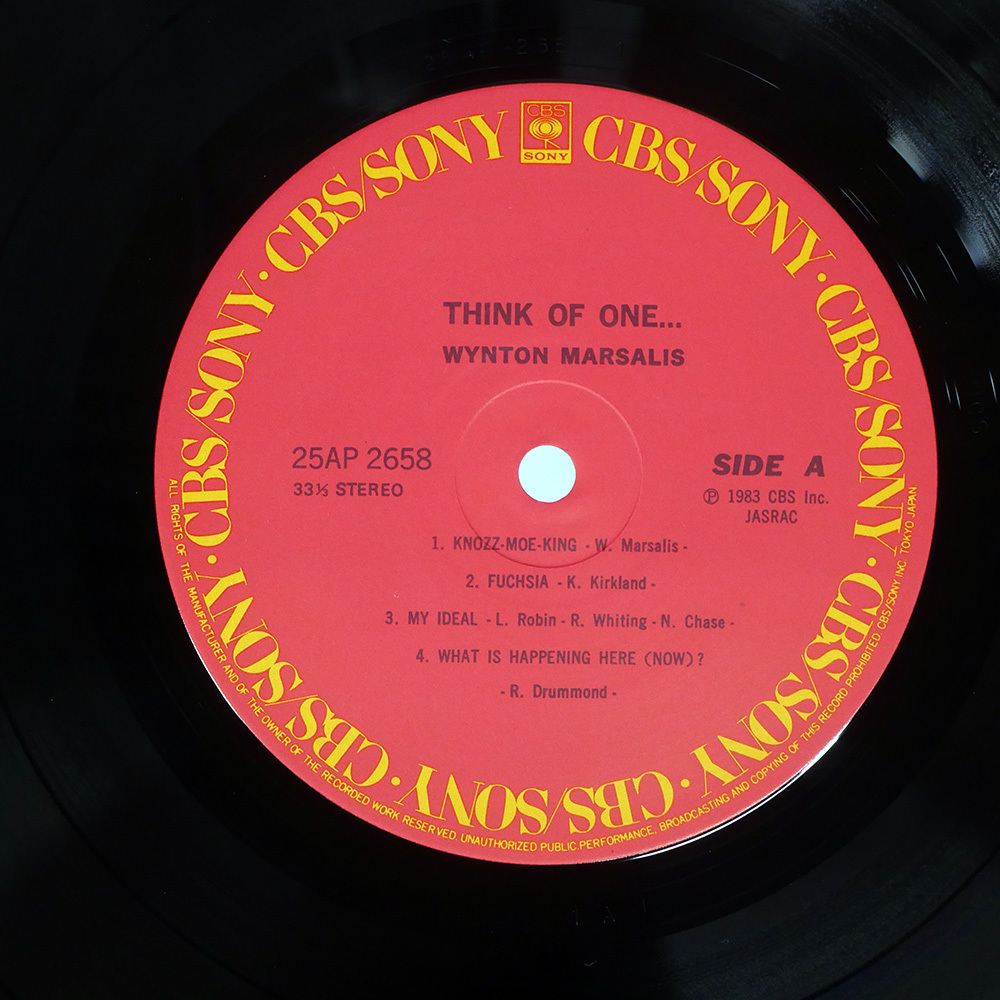 CBS
SONY
CBS/SONY · CBS/SONY · CBS/SONY · CBS/SONY · CBS/SONY · CBS/SONY · CBS/SONY · CBS/SONY
THINK OF ONE...
WYNTON MARSALIS
25AP 2658
33⅓ STEREO
SIDE A
Ⓟ 1983 CBS Inc.
JASRAC
1. KNOZZ-MOE-KING - W. Marsalis -
2. FUCHSIA - K. Kirkland -
3. MY IDEAL - L. Robin - R. Whiting - N. Chase -
4. WHAT IS HAPPENING HERE (NOW)?
- R. Drummond -
ALL RIGHTS OF THE MANUFACTURER AND OF THE OWNER OF THE RECORDED WORK RESERVED. UNAUTHORIZED PUBLIC PERFORMANCE, BROADCASTING AND COPYING OF THIS RECORD PROHIBITED CBS/SONY INC. TOKYO JAPAN